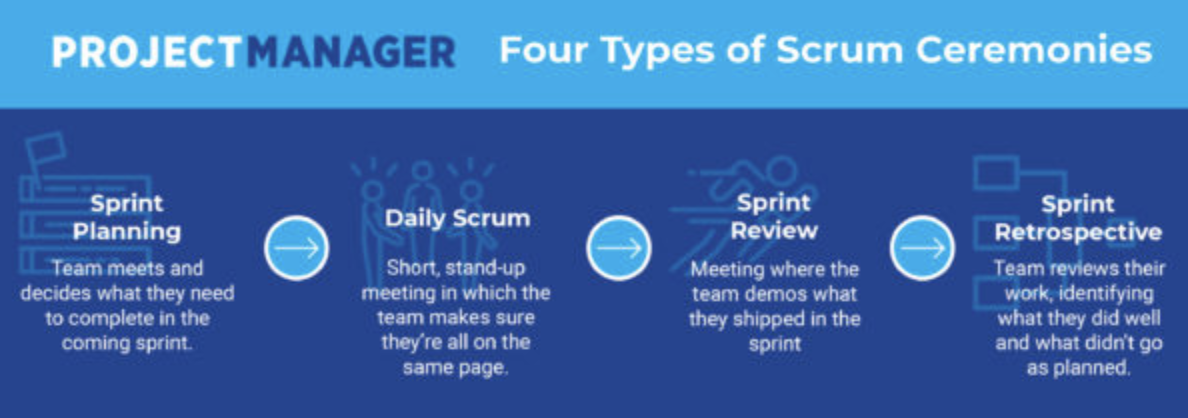 PROJECTMANAGER Four Types of Scrum Ceremonies
Sprint
Planning
Team meets and
decides what they need
to complete in the
coming sprint.
Daily Scrum
Short, stand-up
meeting in which the
team makes sure
they're all on the
same page.
Sprint
Review
Meeting where the
team demos what
they shipped in the
sprint
Sprint
Retrospective
Team reviews their
work, identifying
what they did well
and what didn't go
as planned.